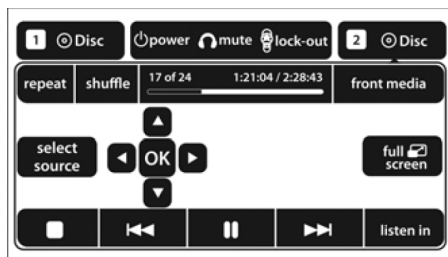 1 Disc
power mute lock-out
2 Disc
repeat shuffle 17 of 24 1:21:04 / 2:28:43 front media
select
source
OK
full
screen
listen in